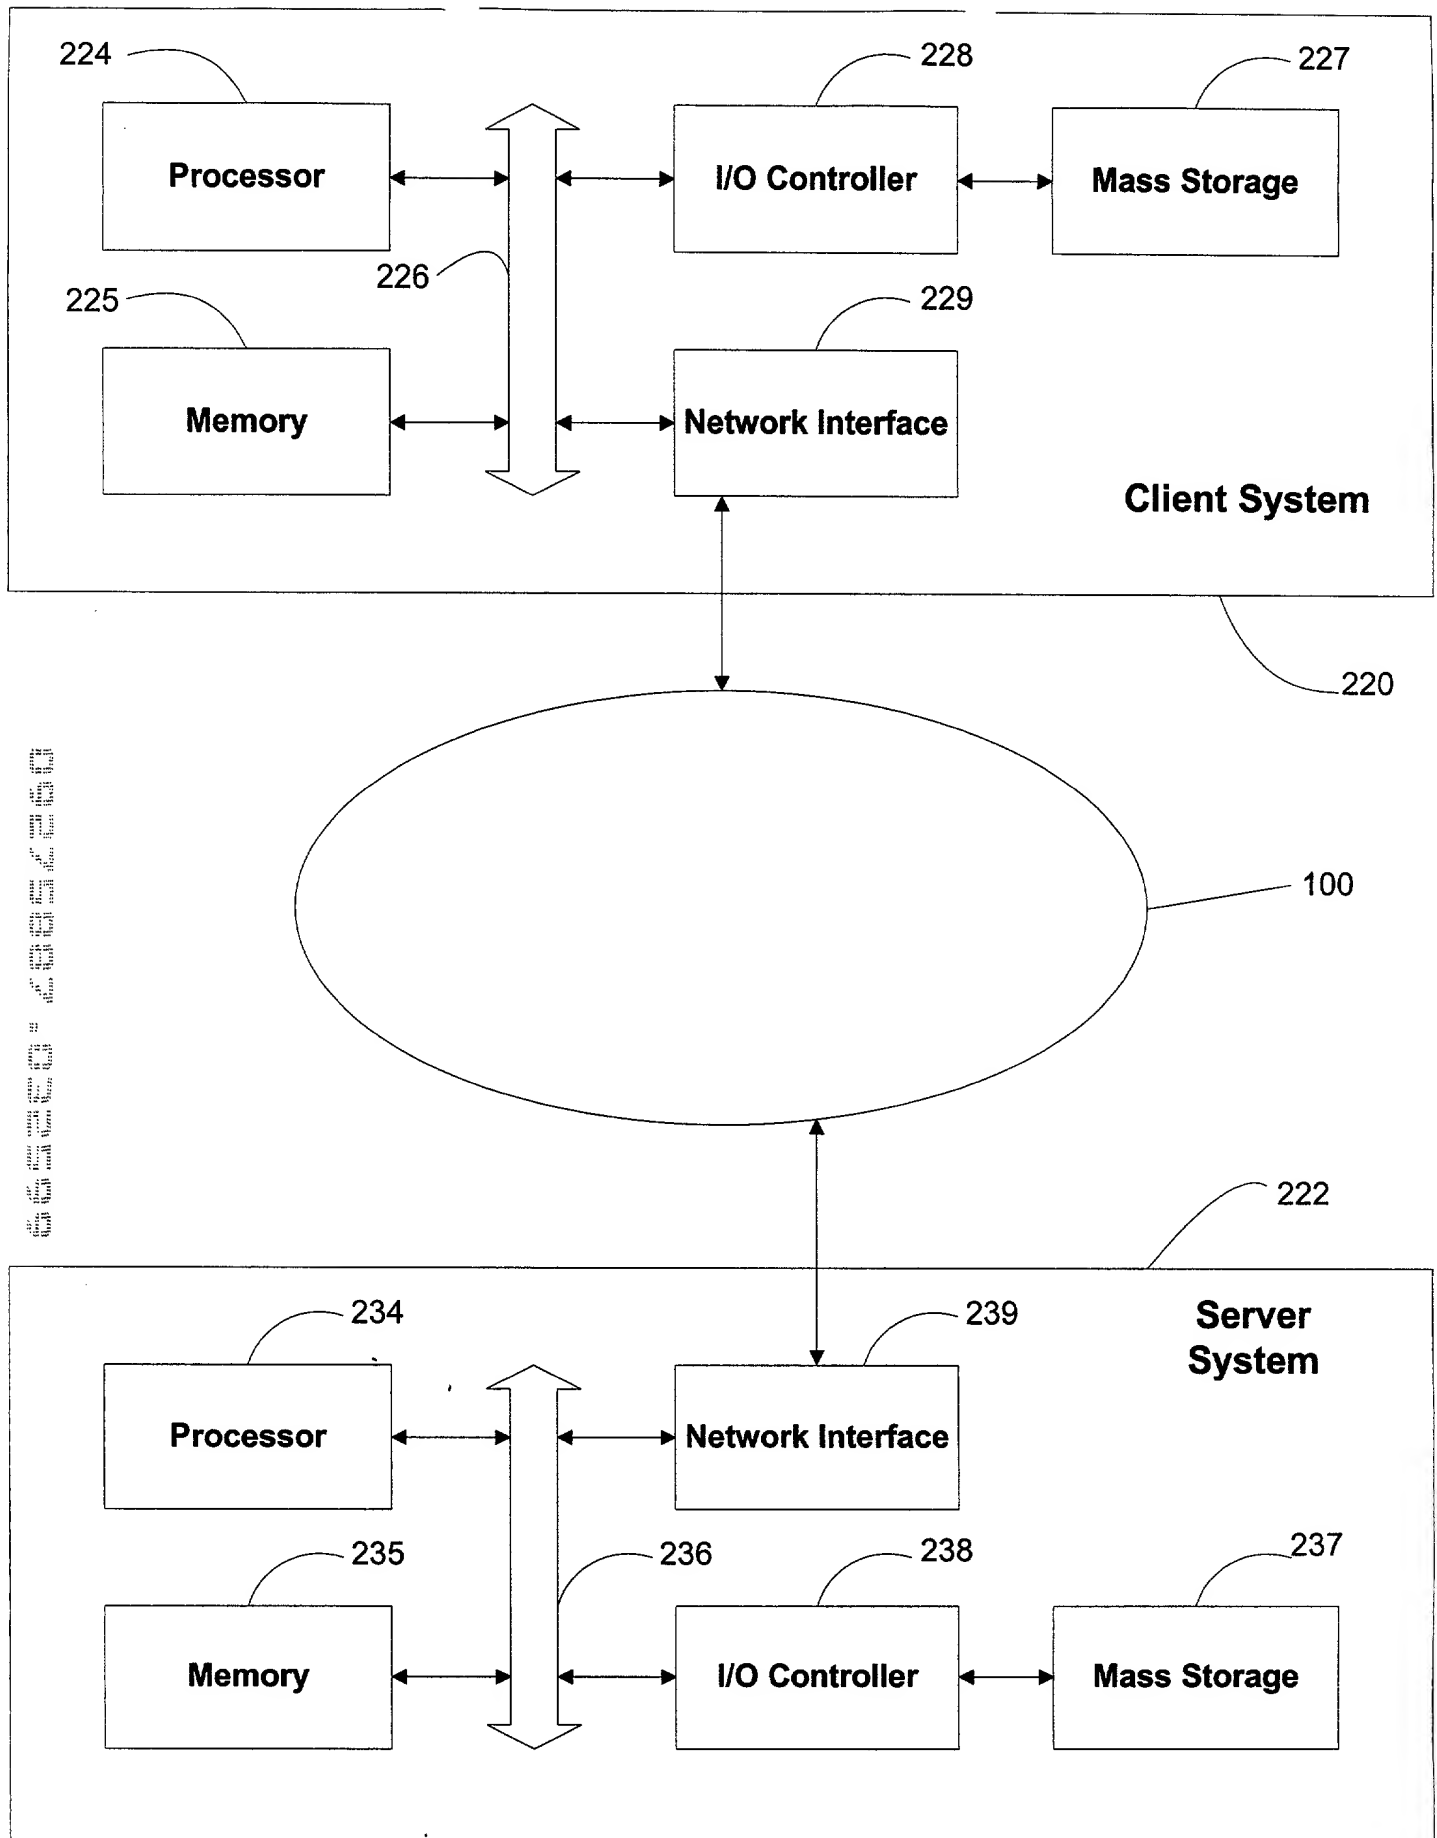 224
228
227
Processor
I/O Controller
Mass Storage
226
225
229
Memory
Network Interface
Client System
220
100
222
234
239
Server
System
Processor
Network Interface
235
236
238
237
Memory
I/O Controller
Mass Storage